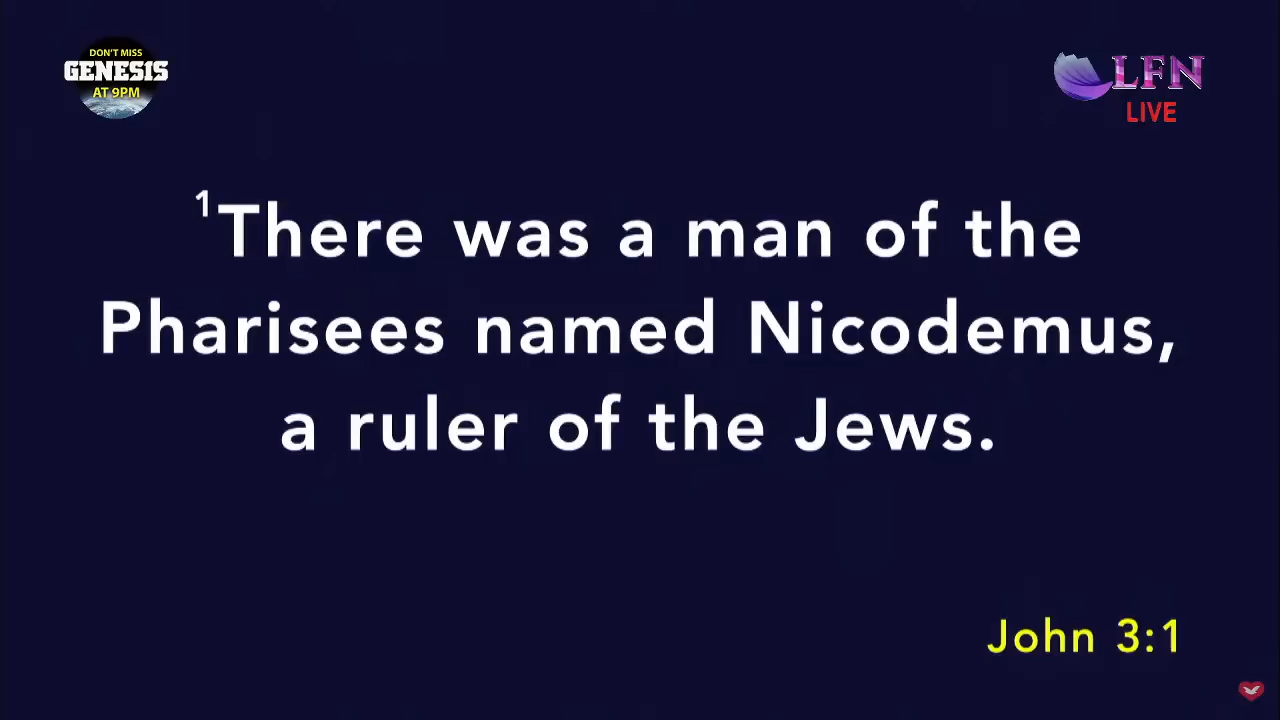 DON'T MISS
GENESIS
AT 9PM
LFN
LIVE
¹There was a man of the
Pharisees named Nicodemus,
a ruler of the Jews.
John 3:1